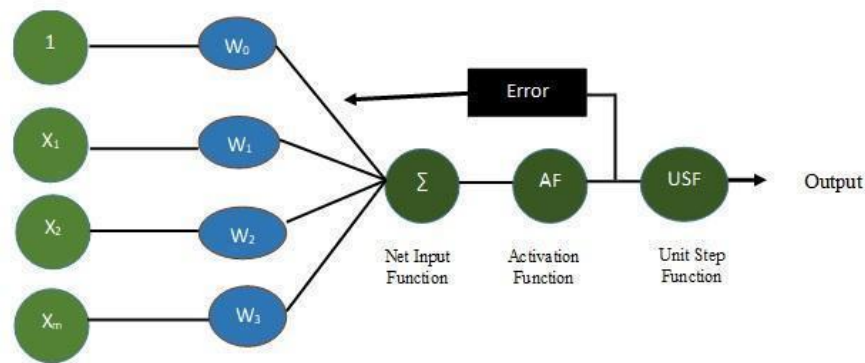 1
W₀
Error
X₁
W₁
Σ
AF
USF
Output
X₂
W₂
Net Input
Function
Activation
Function
Unit Step
Function
Xₘ
W₃